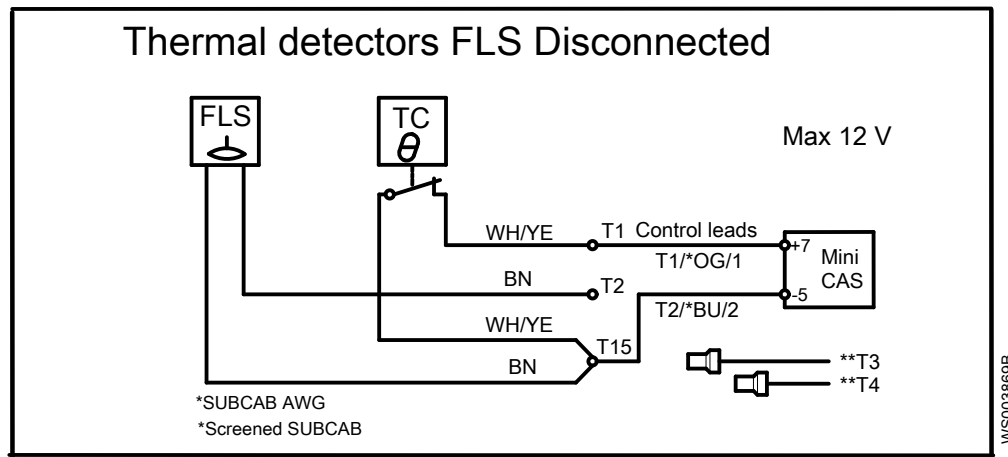 Thermal detectors FLS Disconnected
FLS
TC
θ
Max 12 V
WH/YE
T1
Control leads
+7
Mini
CAS
T1/*OG/1
BN
T2
-5
T2/*BU/2
WH/YE
T15
BN
**T3
**T4
*SUBCAB AWG
*Screened SUBCAB
WS003869B